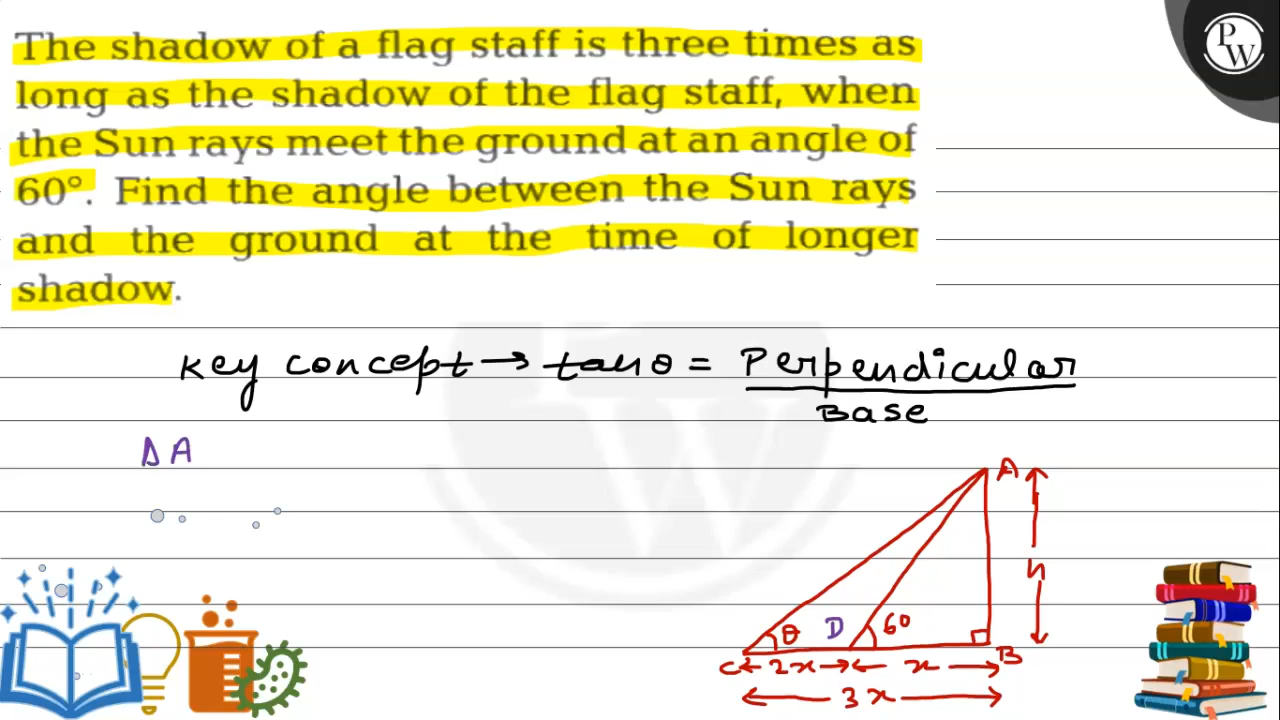 The shadow of a flag staff is three times as
long as the shadow of the flag staff, when
the Sun rays meet the ground at an angle of
60°. Find the angle between the Sun rays
and the ground at the time of longer
shadow.
PW
Key concept → tanθ = Perpendicular
Base
Δ A
A
h
θ D 60
C 2x x B
3x